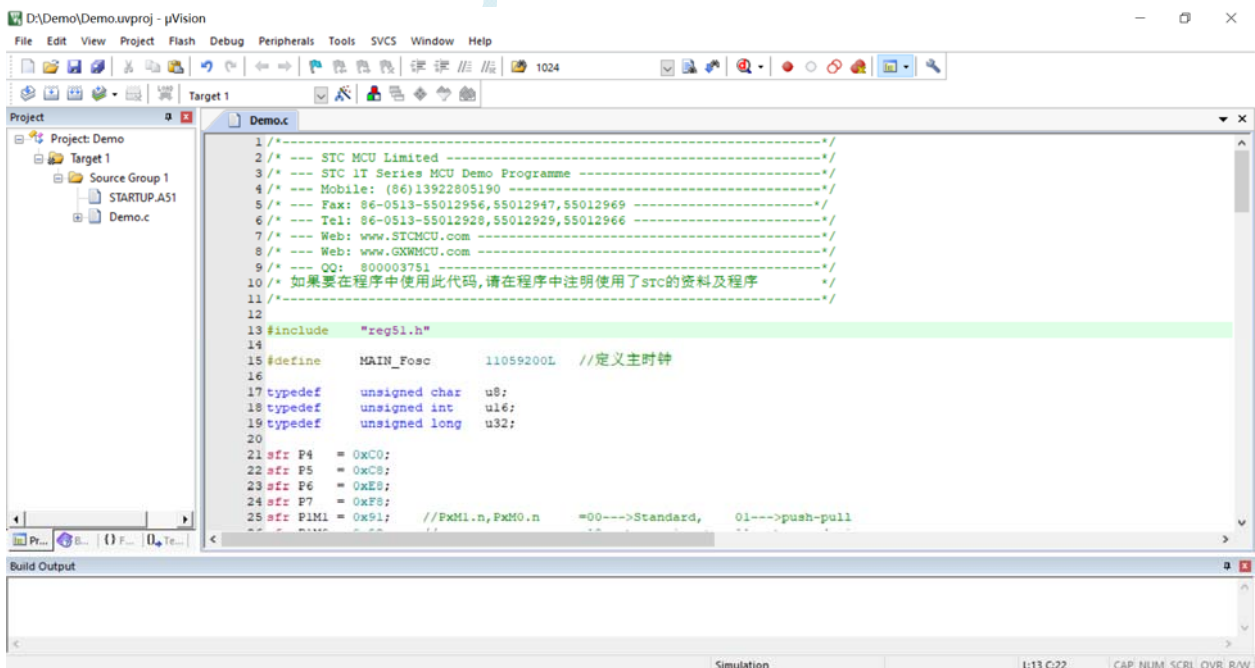 D:\Demo\Demo.uvproj - µVision
File Edit View Project Flash Debug Peripherals Tools SVCS Window Help
1024
Target 1
Project
Demo.c
Project: Demo
Target 1
Source Group 1
STARTUP.A51
Demo.c
1 /*---------------------------------------------------------------------*/
2 /* --- STC MCU Limited ------------------------------------------------*/
3 /* --- STC 1T Series MCU Demo Programme -------------------------------*/
4 /* --- Mobile: (86)13922805190 ----------------------------------------*/
5 /* --- Fax: 86-0513-55012956,55012947,55012969 ------------------------*/
6 /* --- Tel: 86-0513-55012928,55012929,55012966 ------------------------*/
7 /* --- Web: www.STCMCU.com --------------------------------------------*/
8 /* --- Web: www.GXWMCU.com --------------------------------------------*/
9 /* --- QQ: 800003751 -------------------------------------------------*/
10 /* 如果要在程序中使用此代码,请在程序中注明使用了STC的资料及程序 */
11 /*---------------------------------------------------------------------*/
12
13 #include "reg51.h"
14
15 #define MAIN_Fosc 11059200L //定义主时钟
16
17 typedef unsigned char u8;
18 typedef unsigned int u16;
19 typedef unsigned long u32;
20
21 sfr P4 = 0xC0;
22 sfr P5 = 0xC8;
23 sfr P6 = 0xE8;
24 sfr P7 = 0xF8;
25 sfr P1M1 = 0x91; //PxM1.n,PxM0.n =00--->Standard, 01--->push-pull
Pr... B... {} F... 0 Te...
Build Output
Simulation L:13 C:22 CAP NUM SCRL OVR R/W